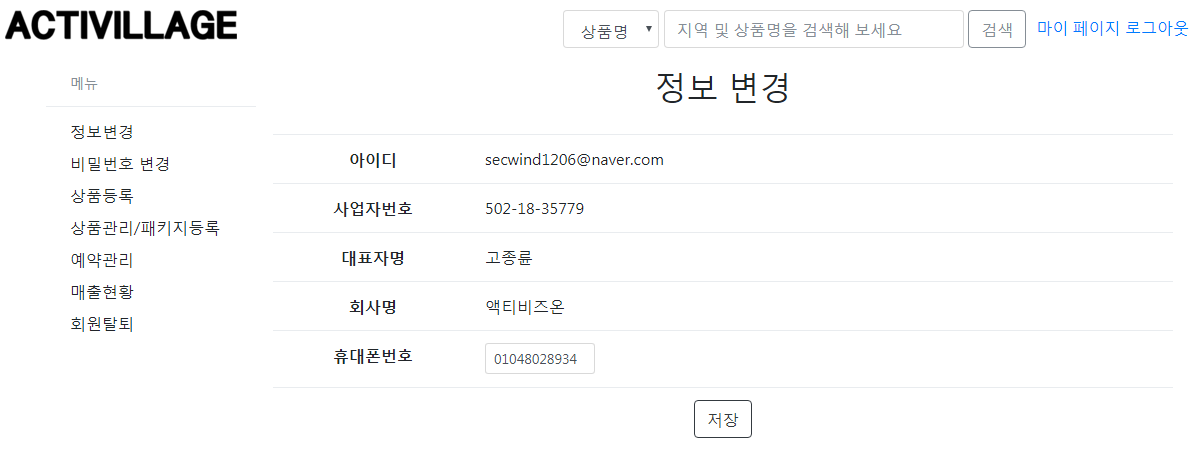 ACTIVILLAGE
상품명 지역 및 상품명을 검색해 보세요 검색 마이 페이지 로그아웃
메뉴
정보변경
비밀번호 변경
상품등록
상품관리/패키지등록
예약관리
매출현황
회원탈퇴
정보 변경
아이디 secwind1206@naver.com
사업자번호 502-18-35779
대표자명 고종륜
회사명 액티비즈온
휴대폰번호 01048028934
저장